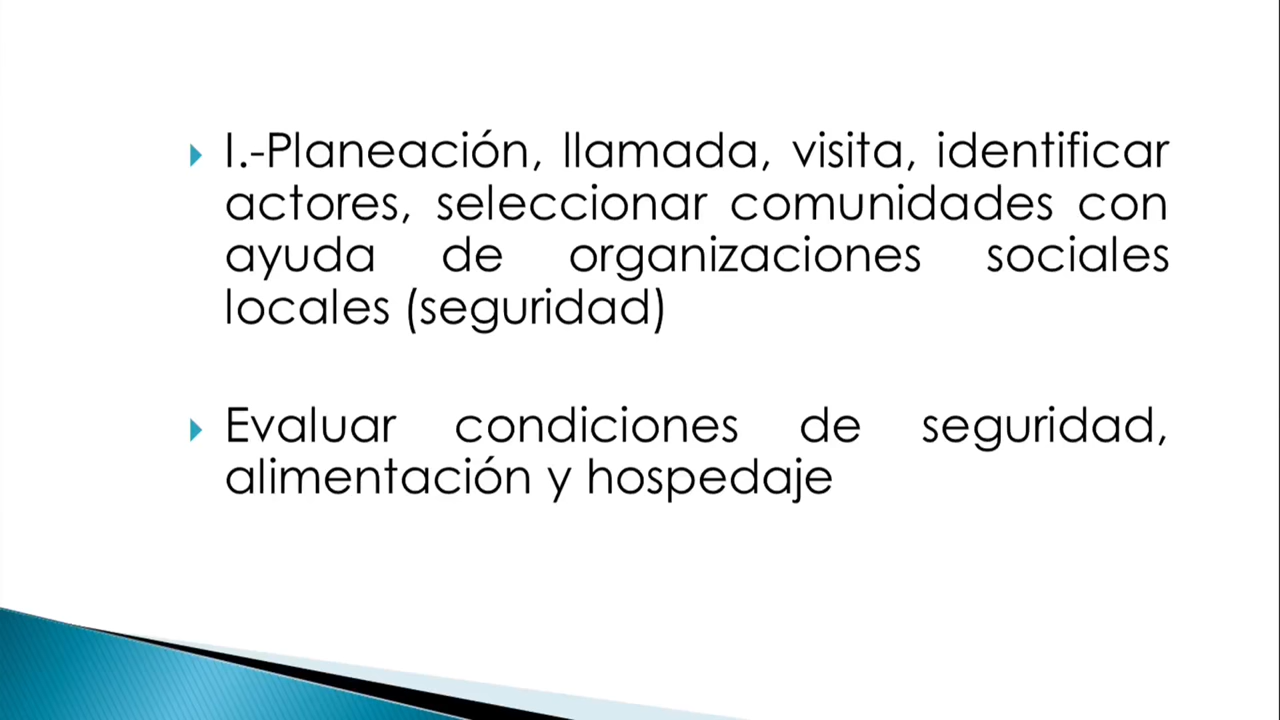 I.-Planeación, llamada, visita, identificar
actores, seleccionar comunidades con
ayuda de organizaciones sociales
locales (seguridad)
Evaluar condiciones de seguridad,
alimentación y hospedaje